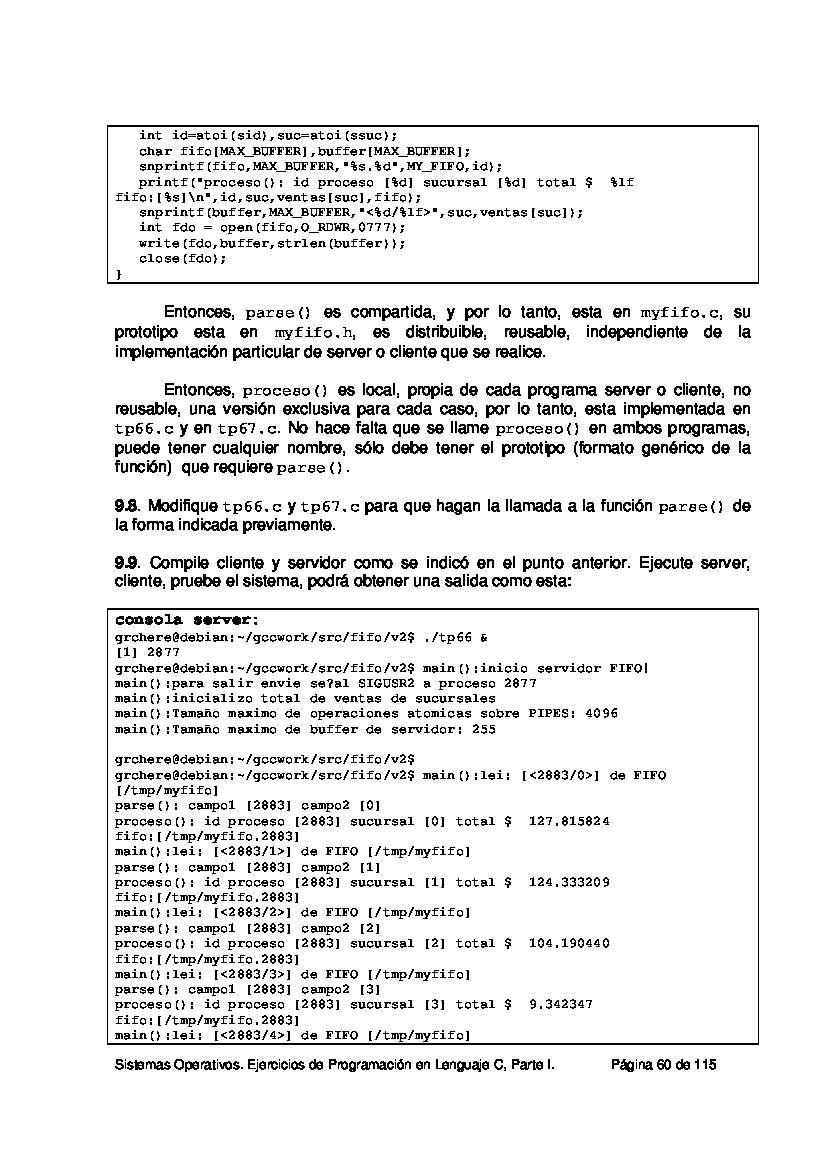 int id=atoi(sid),suc=atoi(ssuc);
char fifo[MAX_BUFFER],buffer[MAX_BUFFER];
snprintf(fifo,MAX_BUFFER,"%s.%d",MY_FIFO,id);
printf("proceso(): id proceso [%d] sucursal [%d] total $  %lf
fifo:[%s]\n",id,suc,ventas[suc],fifo);
snprintf(buffer,MAX_BUFFER,"<%d/%lf>",suc,ventas[suc]);
int fdo = open(fifo,O_RDWR,0777);
write(fdo,buffer,strlen(buffer));
close(fdo);
}
Entonces, parse() es compartida, y por lo tanto, esta en myfifo.c, su
prototipo esta en myfifo.h, es distribuible, reusable, independiente de la
implementación particular de server o cliente que se realice.
Entonces, proceso() es local, propia de cada programa server o cliente, no
reusable, una versión exclusiva para cada caso, por lo tanto, esta implementada en
tp66.c y en tp67.c. No hace falta que se llame proceso() en ambos programas,
puede tener cualquier nombre, sólo debe tener el prototipo (formato genérico de la
función)  que requiere parse().
9.8. Modifique tp66.c y tp67.c para que hagan la llamada a la función parse() de
la forma indicada previamente.
9.9. Compile cliente y servidor como se indicó en el punto anterior. Ejecute server,
cliente, pruebe el sistema, podrá obtener una salida como esta:
consola server:
grchere@debian:~/gccwork/src/fifo/v2$ ./tp66 &
[1] 2877
grchere@debian:~/gccwork/src/fifo/v2$ main():inicio servidor FIFO!
main():para salir envie se?al SIGUSR2 a proceso 2877
main():inicializo total de ventas de sucursales
main():Tamaño maximo de operaciones atomicas sobre PIPES: 4096
main():Tamaño maximo de buffer de servidor: 255
grchere@debian:~/gccwork/src/fifo/v2$
grchere@debian:~/gccwork/src/fifo/v2$ main():lei: [<2883/0>] de FIFO
[/tmp/myfifo]
parse(): campo1 [2883] campo2 [0]
proceso(): id proceso [2883] sucursal [0] total $  127.815824
fifo:[/tmp/myfifo.2883]
main():lei: [<2883/1>] de FIFO [/tmp/myfifo]
parse(): campo1 [2883] campo2 [1]
proceso(): id proceso [2883] sucursal [1] total $  124.333209
fifo:[/tmp/myfifo.2883]
main():lei: [<2883/2>] de FIFO [/tmp/myfifo]
parse(): campo1 [2883] campo2 [2]
proceso(): id proceso [2883] sucursal [2] total $  104.190440
fifo:[/tmp/myfifo.2883]
main():lei: [<2883/3>] de FIFO [/tmp/myfifo]
parse(): campo1 [2883] campo2 [3]
proceso(): id proceso [2883] sucursal [3] total $  9.342347
fifo:[/tmp/myfifo.2883]
main():lei: [<2883/4>] de FIFO [/tmp/myfifo]
Sistemas Operativos. Ejercicios de Programación en Lenguaje C, Parte I. Página 60 de 115